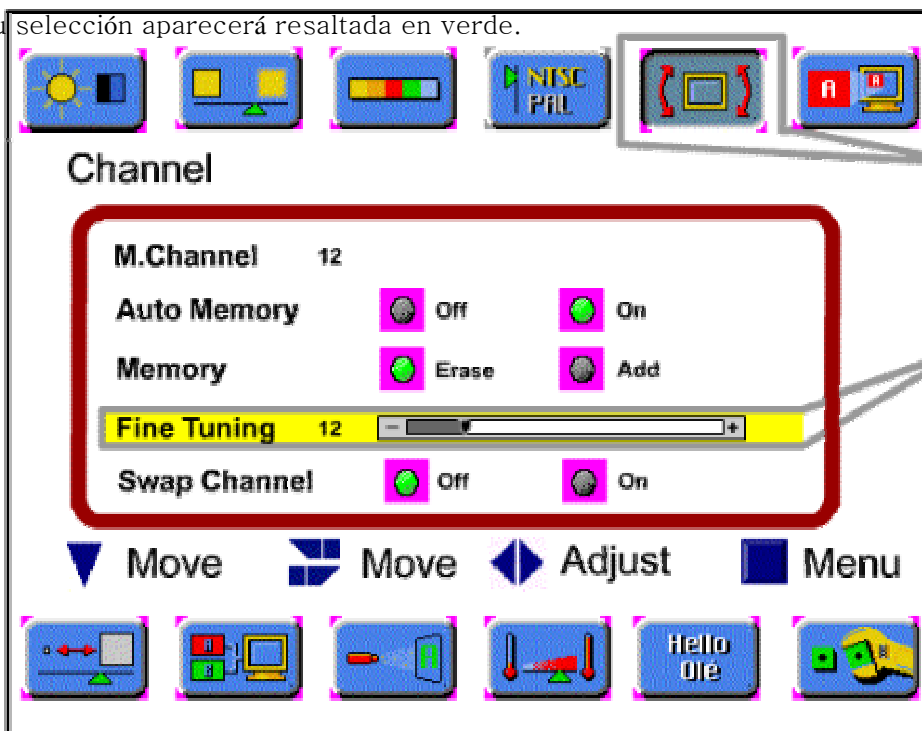 selección aparecerá resaltada en verde.
NTSC
PAL
A A
Channel
M.Channel 12
Auto Memory Off On
Memory Erase Add
Fine Tuning 12 - +
Swap Channel Off On
Move Move Adjust Menu
A
B
A
Hello
Olé